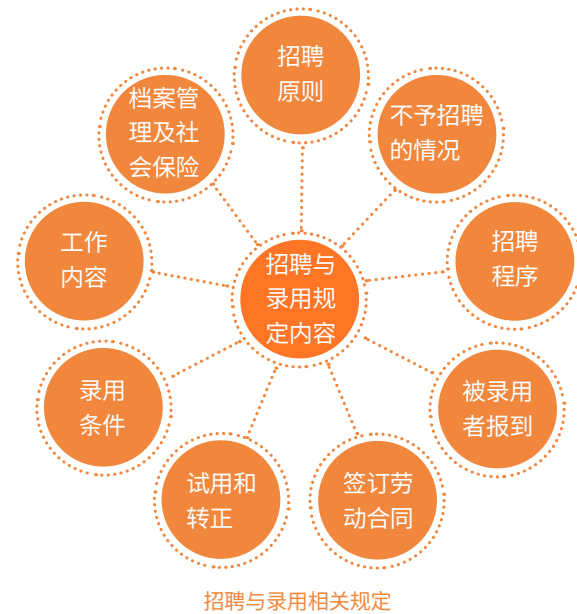 招聘
原则
不予招聘
的情况
招聘
程序
被录用
者报到
签订劳
动合同
试用和
转正
录用
条件
工作
内容
档案管
理及社
会保险
招聘与
录用规
定内容
招聘与录用相关规定